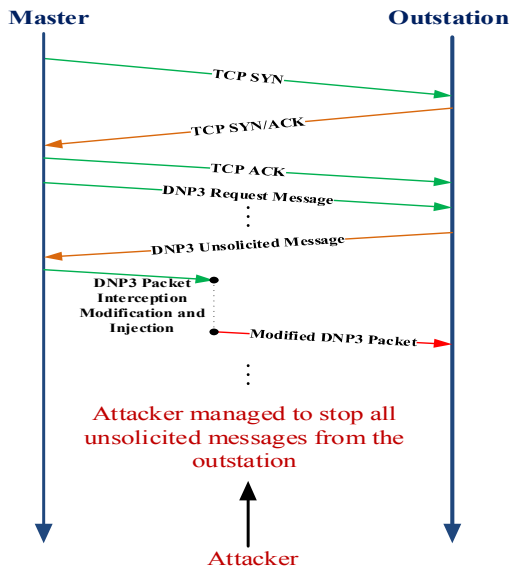 Master
Outstation
TCP SYN
TCP SYN/ACK
TCP ACK
DNP3 Request Message
DNP3 Unsolicited Message
DNP3 Packet
Interception
Modification and
Injection
Modified DNP3 Packet
Attacker managed to stop all
unsolicited messages from the
outstation
Attacker